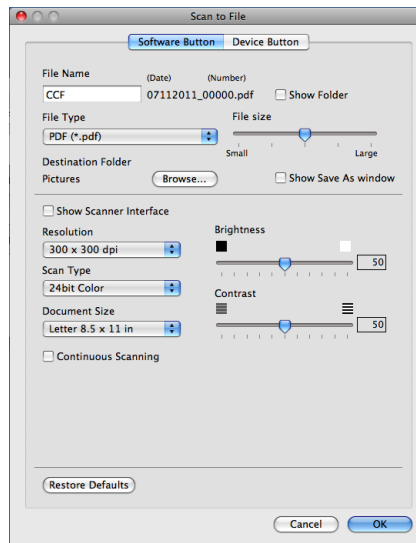 Scan to File
Software Button Device Button
File Name (Date) (Number)
CCF 07112011_00000.pdf Show Folder
File Type File size
PDF (*.pdf)
Small Large
Destination Folder
Pictures Browse... Show Save As window
Show Scanner Interface
Resolution Brightness
300 x 300 dpi
50
Scan Type
24bit Color
Contrast
Document Size
Letter 8.5 x 11 in 50
Continuous Scanning
Restore Defaults
Cancel OK